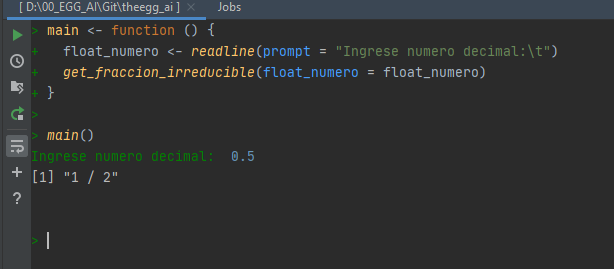 [ D:\00_EGG_AI\Git\theegg_ai ] × Jobs
> main <- function () {
+   float_numero <- readline(prompt = "Ingrese numero decimal:\t")
+   get_fraccion_irreducible(float_numero = float_numero)
+ }
>
> main()
Ingrese numero decimal:  0.5
[1] "1 / 2"
>